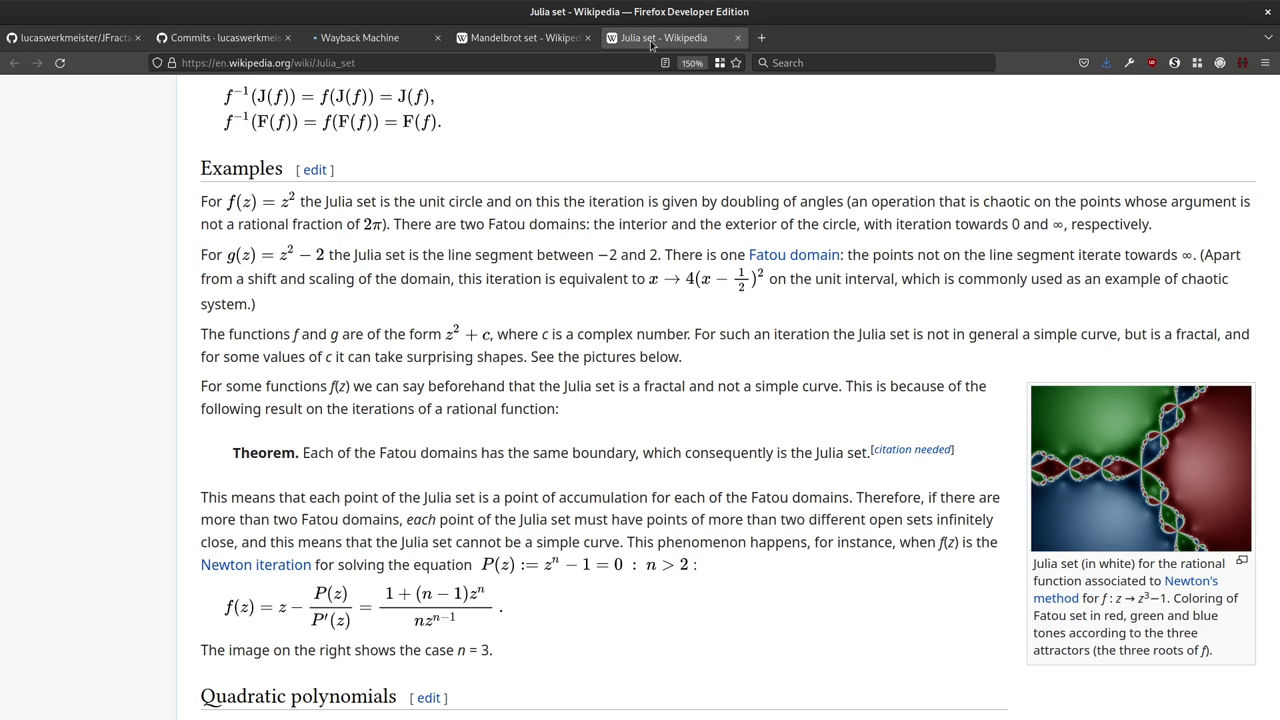 Julia set - Wikipedia — Firefox Developer Edition
lucaswerkmeister/JFracta
Commits · lucaswerkmeis
Wayback Machine
Mandelbrot set - Wikiped
Julia set - Wikipedia
https://en.wikipedia.org/wiki/Julia_set
150%
Search
f⁻¹(J(f)) = f(J(f)) = J(f),
f⁻¹(F(f)) = f(F(f)) = F(f).
Examples [ edit ]
For f(z) = z² the Julia set is the unit circle and on this the iteration is given by doubling of angles (an operation that is chaotic on the points whose argument is
not a rational fraction of 2π). There are two Fatou domains: the interior and the exterior of the circle, with iteration towards 0 and ∞, respectively.
For g(z) = z² − 2 the Julia set is the line segment between −2 and 2. There is one Fatou domain: the points not on the line segment iterate towards ∞. (Apart
from a shift and scaling of the domain, this iteration is equivalent to x → 4(x − 1/2)² on the unit interval, which is commonly used as an example of chaotic
system.)
The functions f and g are of the form z² + c, where c is a complex number. For such an iteration the Julia set is not in general a simple curve, but is a fractal, and
for some values of c it can take surprising shapes. See the pictures below.
For some functions f(z) we can say beforehand that the Julia set is a fractal and not a simple curve. This is because of the
following result on the iterations of a rational function:
Theorem. Each of the Fatou domains has the same boundary, which consequently is the Julia set.[citation needed]
This means that each point of the Julia set is a point of accumulation for each of the Fatou domains. Therefore, if there are
more than two Fatou domains, each point of the Julia set must have points of more than two different open sets infinitely
close, and this means that the Julia set cannot be a simple curve. This phenomenon happens, for instance, when f(z) is the
Newton iteration for solving the equation P(z) := zⁿ − 1 = 0 : n > 2 :
f(z) = z − P(z)/P′(z) = (1 + (n − 1)zⁿ)/(nzⁿ⁻¹) .
The image on the right shows the case n = 3.
Julia set (in white) for the rational
function associated to Newton's
method for f : z → z³−1. Coloring of
Fatou set in red, green and blue
tones according to the three
attractors (the three roots of f).
Quadratic polynomials [ edit ]